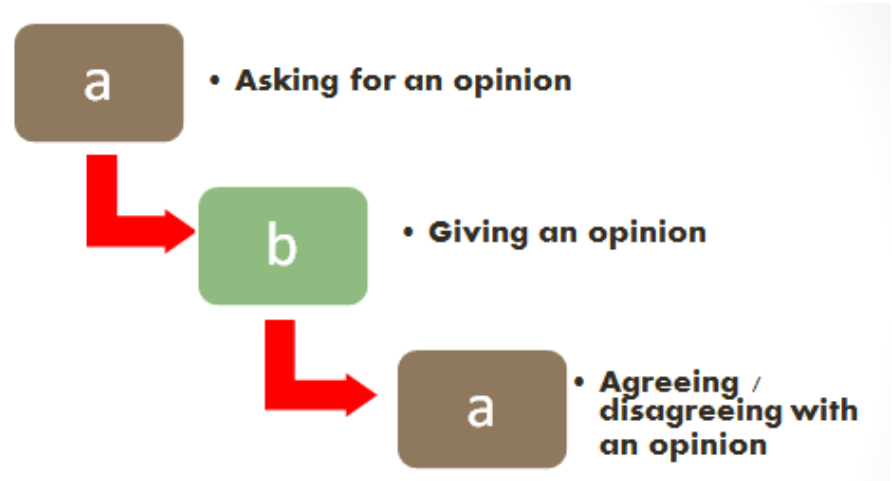 a
• Asking for an opinion
b
• Giving an opinion
a
• Agreeing /
disagreeing with
an opinion